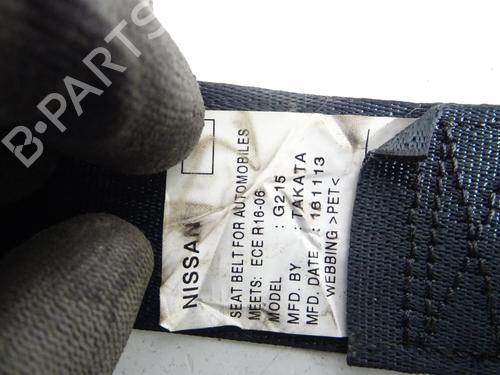 NISSAN
SEAT BELT FOR AUTOMOBILES
MEETS: ECE R16-06
MODEL : G215
MFD. BY : TAKATA
MFD. DATE : 161113
WEBBING >PET<
B-PARTS